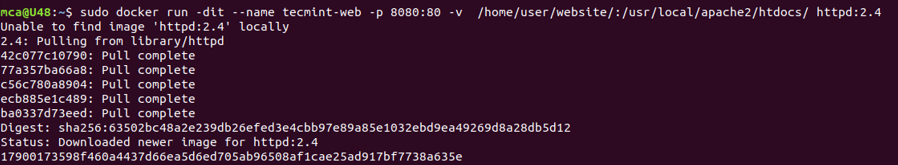 mca@U48:~$ sudo docker run -dit --name tecmint-web -p 8080:80 -v  /home/user/website/:/usr/local/apache2/htdocs/ httpd:2.4
Unable to find image 'httpd:2.4' locally
2.4: Pulling from library/httpd
42c077c10790: Pull complete
77a357ba66a8: Pull complete
c56c780a8904: Pull complete
ecb885e1c489: Pull complete
ba0337d73eed: Pull complete
Digest: sha256:63502bc48a2e239db26efed3e4cbb97e89a85e1032ebd9ea49269d8a28db5d12
Status: Downloaded newer image for httpd:2.4
17900173598f460a4437d66ea5d6ed705ab96508af1cae25ad917bf7738a635e